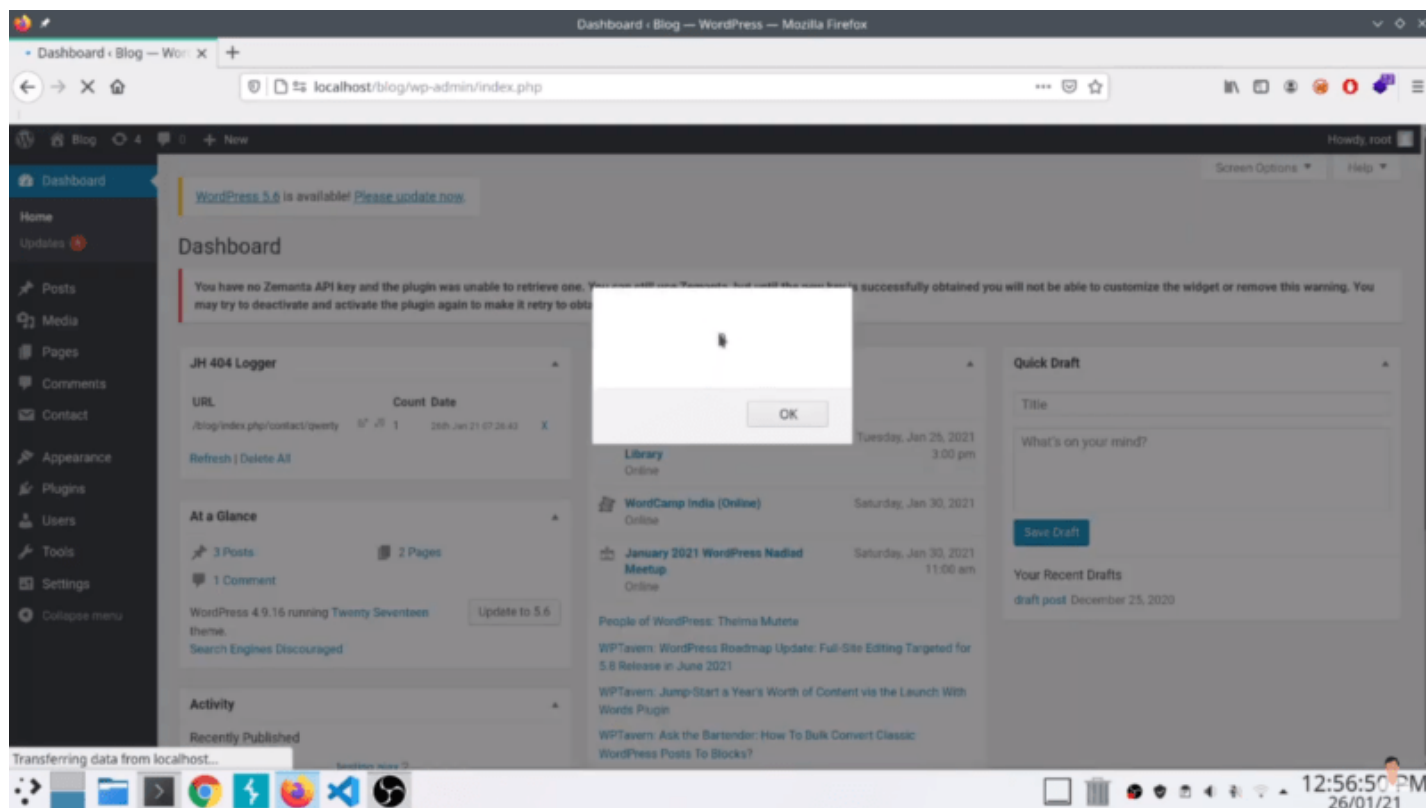 Dashboard ‹ Blog — WordPress — Mozilla Firefox
Dashboard ‹ Blog — Wor
localhost/blog/wp-admin/index.php
Blog 4 0 + New
Howdy, root
Dashboard
Home
Updates
Posts
Media
Pages
Comments
Contact
Appearance
Plugins
Users
Tools
Settings
Collapse menu
Screen Options
Help
WordPress 5.6 is available! Please update now.
Dashboard
You have no Zemanta API key and the plugin was unable to retrieve one. You can still use Zemanta, but until the new key is successfully obtained you will not be able to customize the widget or remove this warning. You
may try to deactivate and activate the plugin again to make it retry to
OK
JH 404 Logger
URL Count Date
/blog/index.php/contact/qwerty 1 26th Jan 21 07:26:43 X
Refresh | Delete All
At a Glance
3 Posts 2 Pages
1 Comment
WordPress 4.9.16 running Twenty Seventeen
theme.
Update to 5.6
Search Engines Discouraged
Activity
Recently Published
Tuesday, Jan 26, 2021
Library 3:00 pm
Online
WordCamp India (Online) Saturday, Jan 30, 2021
Online
January 2021 WordPress Nadiad Saturday, Jan 30, 2021
Meetup 11:00 am
Online
People of WordPress: Thelma Mutete
WPTavern: WordPress Roadmap Update: Full-Site Editing Targeted for
5.8 Release in June 2021
WPTavern: Jump-Start a Year's Worth of Content via the Launch With
Words Plugin
WPTavern: Ask the Bartender: How To Bulk Convert Classic
WordPress Posts To Blocks?
Quick Draft
Title
What's on your mind?
Save Draft
Your Recent Drafts
draft post December 25, 2020
Transferring data from localhost...
12:56:50 PM
26/01/21